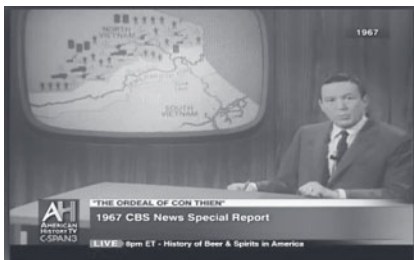 1967
NORTH
VIETNAM
SOUTH
VIETNAM
"THE ORDEAL OF CON THIEN"
1967 CBS News Special Report
AH
AMERICAN
HISTORY TV
C-SPAN3
LIVE 8pm ET - History of Beer & Spirits in America